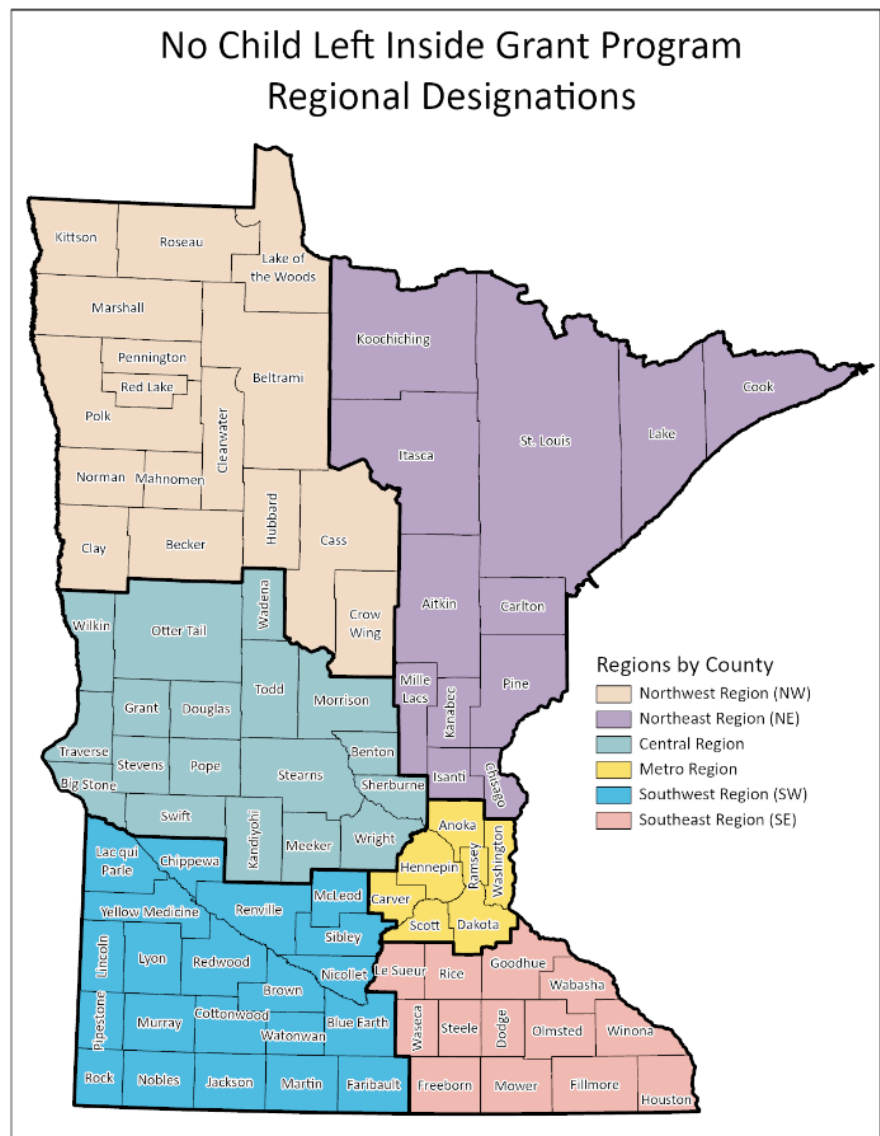 No Child Left Inside Grant Program
Regional Designations
Kittson
Roseau
Lake of
the Woods
Marshall
Koochiching
Pennington
Beltrami
Red Lake
Cook
Polk
Clearwater
Itasca
St. Louis
Lake
Norman
Mahnomen
Hubbard
Cass
Clay
Becker
Wadena
Aitkin
Carlton
Wilkin
Otter Tail
Crow
Wing
Regions by County
Northwest Region (NW)
Northeast Region (NE)
Central Region
Metro Region
Southwest Region (SW)
Southeast Region (SE)
Mille
Lacs
Pine
Todd
Morrison
Kanabec
Grant
Douglas
Traverse
Benton
Stevens
Pope
Stearns
Isanti
Chisago
Big Stone
Sherburne
Swift
Kandiyohi
Meeker
Wright
Anoka
Washington
Lac qui
Parle
Chippewa
Hennepin
Ramsey
Yellow Medicine
Renville
McLeod
Carver
Scott
Dakota
Sibley
Lincoln
Lyon
Redwood
Nicollet
Le Sueur
Rice
Goodhue
Wabasha
Brown
Pipestone
Murray
Cottonwood
Watonwan
Blue Earth
Waseca
Steele
Dodge
Olmsted
Winona
Rock
Nobles
Jackson
Martin
Faribault
Freeborn
Mower
Fillmore
Houston